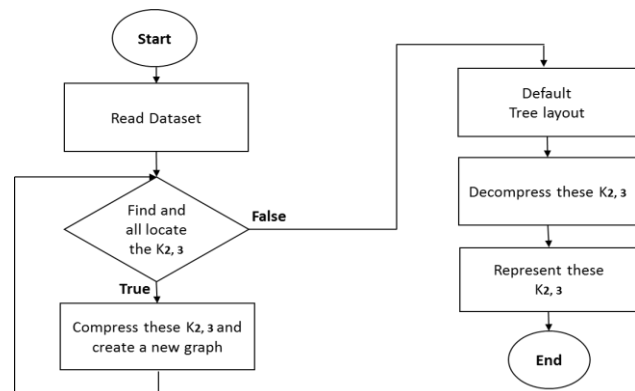 Start
Read Dataset
Find and
all locate
the K2, 3
False
True
Compress these K2, 3 and
create a new graph
Default
Tree layout
Decompress these K2, 3
Represent these
K2, 3
End